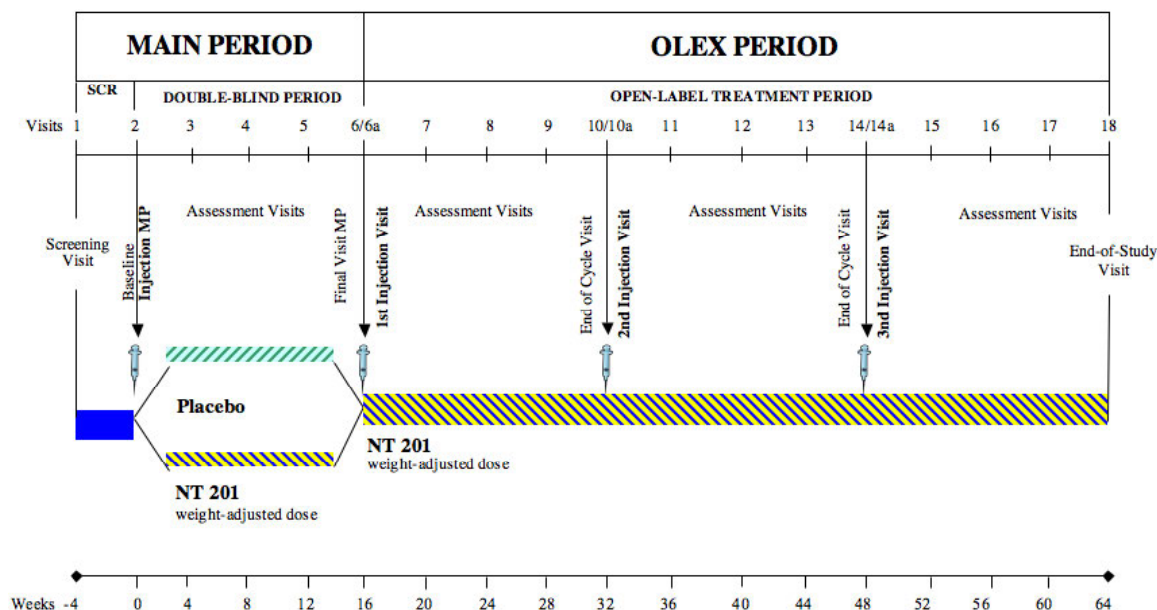 MAIN PERIOD OLEX PERIOD
SCR DOUBLE-BLIND PERIOD OPEN-LABEL TREATMENT PERIOD
Visits 1 2 3 4 5 6/6a 7 8 9 10/10a 11 12 13 14/14a 15 16 17 18
Screening
Visit
Baseline
Injection MP
Assessment Visits
Final Visit MP
1st Injection Visit
Assessment Visits
End of Cycle Visit
2nd Injection Visit
Assessment Visits
End of Cycle Visit
3nd Injection Visit
Assessment Visits
End-of-Study
Visit
Placebo
NT 201
weight-adjusted dose
NT 201
weight-adjusted dose
Weeks -4 0 4 8 12 16 20 24 28 32 36 40 44 48 52 56 60 64